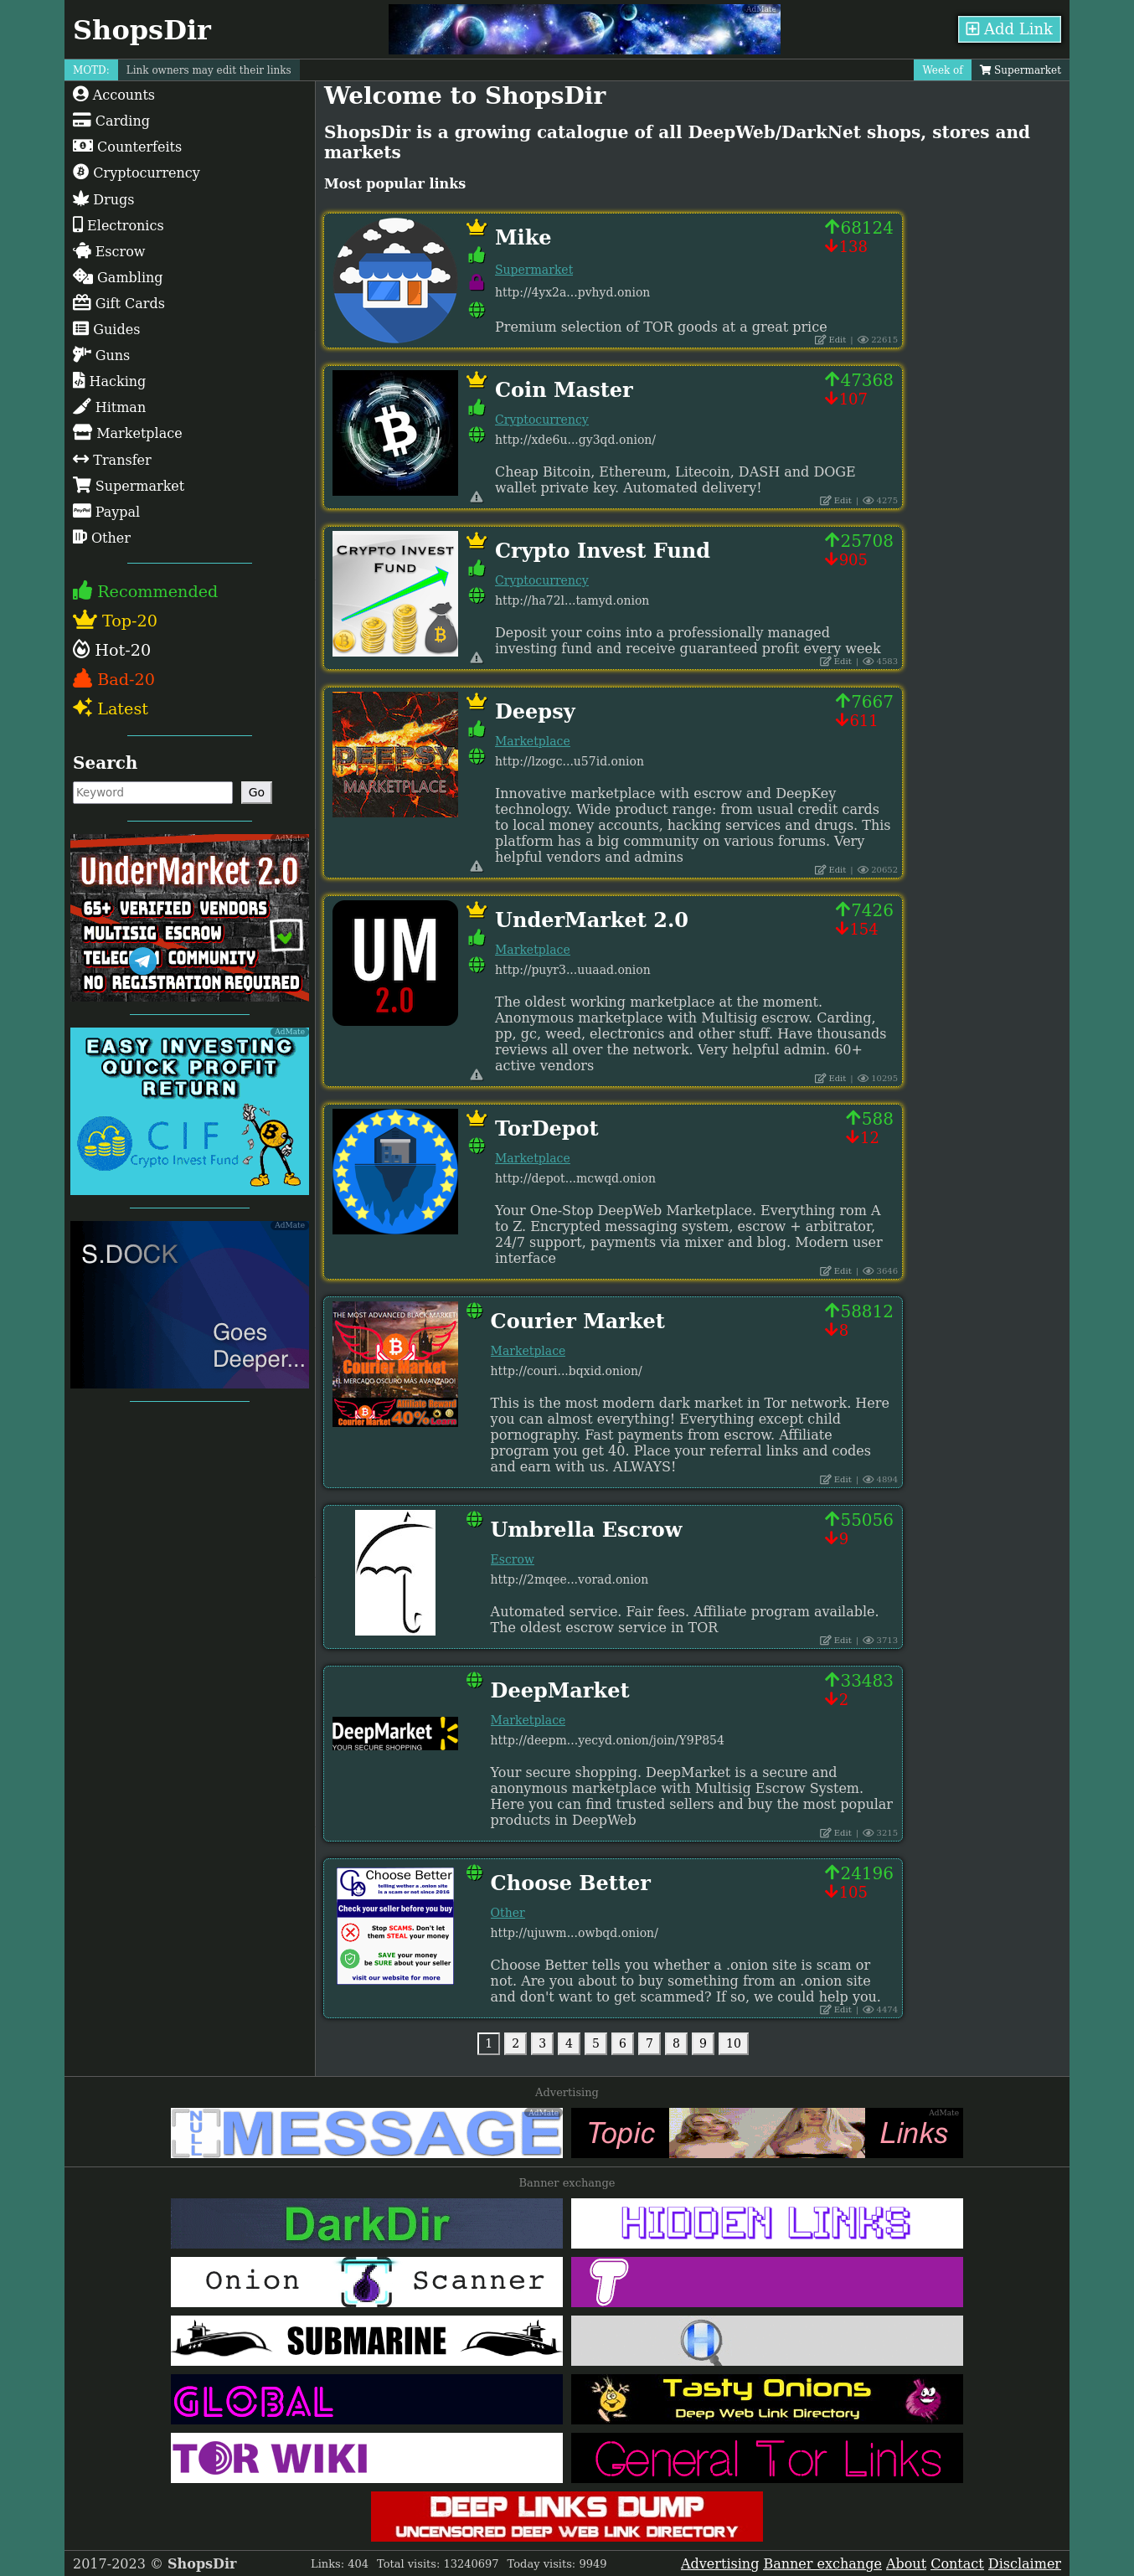 ShopsDir
AdMate
Add Link
MOTD: Link owners may edit their links
Week of Supermarket
Accounts
Carding
Counterfeits
Cryptocurrency
Drugs
Electronics
Escrow
Gambling
Gift Cards
Guides
Guns
Hacking
Hitman
Marketplace
Transfer
Supermarket
Paypal
Other
Recommended
Top-20
Hot-20
Bad-20
Latest
Search
Keyword Go
AdMate
UnderMarket 2.0
65+ VERIFIED VENDORS
MULTISIG ESCROW
TELEGRAM COMMUNITY
NO REGISTRATION REQUIRED
AdMate
EASY INVESTING
QUICK PROFIT
RETURN
CIF
Crypto Invest Fund
AdMate
S.DOCK
Goes
Deeper...
Welcome to ShopsDir
ShopsDir is a growing catalogue of all DeepWeb/DarkNet shops, stores and
markets
Most popular links
Mike
68124
138
Supermarket
http://4yx2a...pvhyd.onion
Premium selection of TOR goods at a great price
Edit | 22615
Coin Master
47368
107
Cryptocurrency
http://xde6u...gy3qd.onion/
Cheap Bitcoin, Ethereum, Litecoin, DASH and DOGE
wallet private key. Automated delivery!
Edit | 4275
CRYPTO INVEST
FUND
Crypto Invest Fund
25708
905
Cryptocurrency
http://ha72l...tamyd.onion
Deposit your coins into a professionally managed
investing fund and receive guaranteed profit every week
Edit | 4583
DEEPSY
MARKETPLACE
Deepsy
7667
611
Marketplace
http://lzogc...u57id.onion
Innovative marketplace with escrow and DeepKey
technology. Wide product range: from usual credit cards
to local money accounts, hacking services and drugs. This
platform has a big community on various forums. Very
helpful vendors and admins
Edit | 20652
UM
2.0
UnderMarket 2.0
7426
154
Marketplace
http://puyr3...uuaad.onion
The oldest working marketplace at the moment.
Anonymous marketplace with Multisig escrow. Carding,
pp, gc, weed, electronics and other stuff. Have thousands
reviews all over the network. Very helpful admin. 60+
active vendors
Edit | 10295
TorDepot
588
12
Marketplace
http://depot...mcwqd.onion
Your One-Stop DeepWeb Marketplace. Everything rom A
to Z. Encrypted messaging system, escrow + arbitrator,
24/7 support, payments via mixer and blog. Modern user
interface
Edit | 3646
THE MOST ADVANCED BLACK MARKET!
Courier Market
EL MERCADO OSCURO MÁS AVANZADO!
Affiliate Reward
Courier Market 40%
Courier Market
58812
8
Marketplace
http://couri...bqxid.onion/
This is the most modern dark market in Tor network. Here
you can almost everything! Everything except child
pornography. Fast payments from escrow. Affiliate
program you get 40. Place your referral links and codes
and earn with us. ALWAYS!
Edit | 4894
Umbrella Escrow
55056
9
Escrow
http://2mqee...vorad.onion
Automated service. Fair fees. Affiliate program available.
The oldest escrow service in TOR
Edit | 3713
DeepMarket
YOUR SECURE SHOPPING
DeepMarket
33483
2
Marketplace
http://deepm...yecyd.onion/join/Y9P854
Your secure shopping. DeepMarket is a secure and
anonymous marketplace with Multisig Escrow System.
Here you can find trusted sellers and buy the most popular
products in DeepWeb
Edit | 3215
Choose Better
telling wether a .onion site
is a scam or not since 2016
Check your seller before you buy
Stop SCAMS. Don't let
them STEAL your money
SAVE your money
be SURE about your seller
visit our website for more
Choose Better
24196
105
Other
http://ujuwm...owbqd.onion/
Choose Better tells you whether a .onion site is scam or
not. Are you about to buy something from an .onion site
and don't want to get scammed? If so, we could help you.
Edit | 4474
1 2 3 4 5 6 7 8 9 10
Advertising
NULL MESSAGE AdMate
Topic Links AdMate
Banner exchange
DarkDir
HIDDEN LINKS
Onion Scanner
T
SUBMARINE
H
GLOBAL
Tasty Onions
Deep Web Link Directory
TOR WIKI
General Tor Links
DEEP LINKS DUMP
UNCENSORED DEEP WEB LINK DIRECTORY
2017-2023 © ShopsDir
Links: 404 Total visits: 13240697 Today visits: 9949
Advertising Banner exchange About Contact Disclaimer